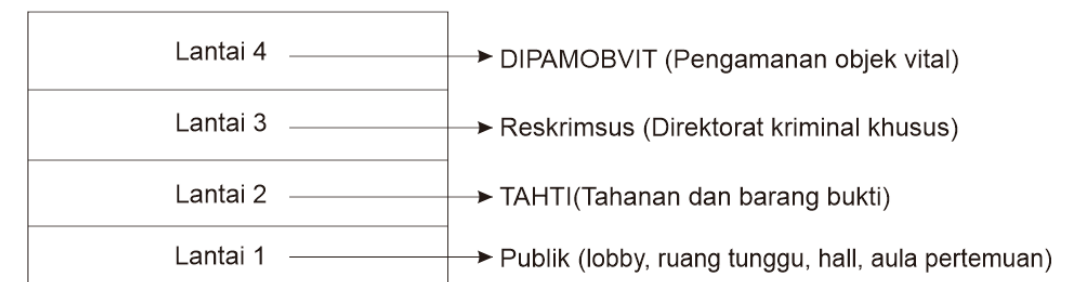 Lantai 4 DIPAMOBVIT (Pengamanan objek vital)
Lantai 3 Reskrimsus (Direktorat kriminal khusus)
Lantai 2 TAHTI(Tahanan dan barang bukti)
Lantai 1 Publik (lobby, ruang tunggu, hall, aula pertemuan)